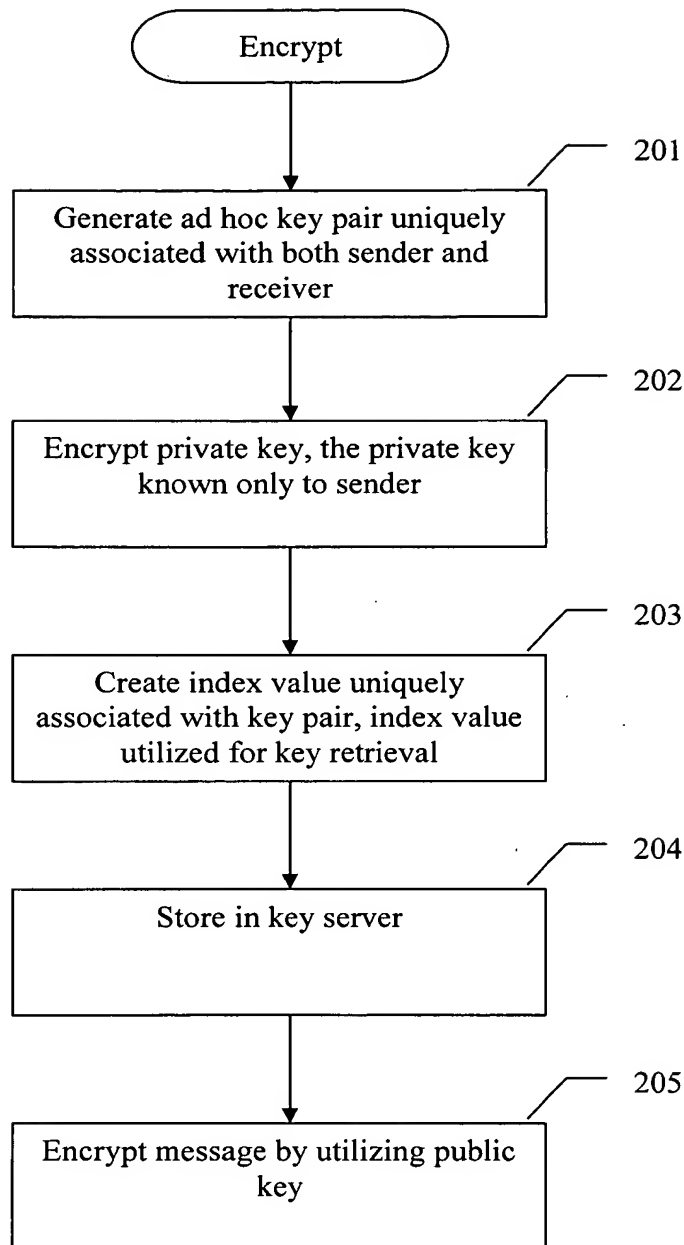 Encrypt
201
Generate ad hoc key pair uniquely
associated with both sender and
receiver
202
Encrypt private key, the private key
known only to sender
203
Create index value uniquely
associated with key pair, index value
utilized for key retrieval
204
Store in key server
205
Encrypt message by utilizing public
key